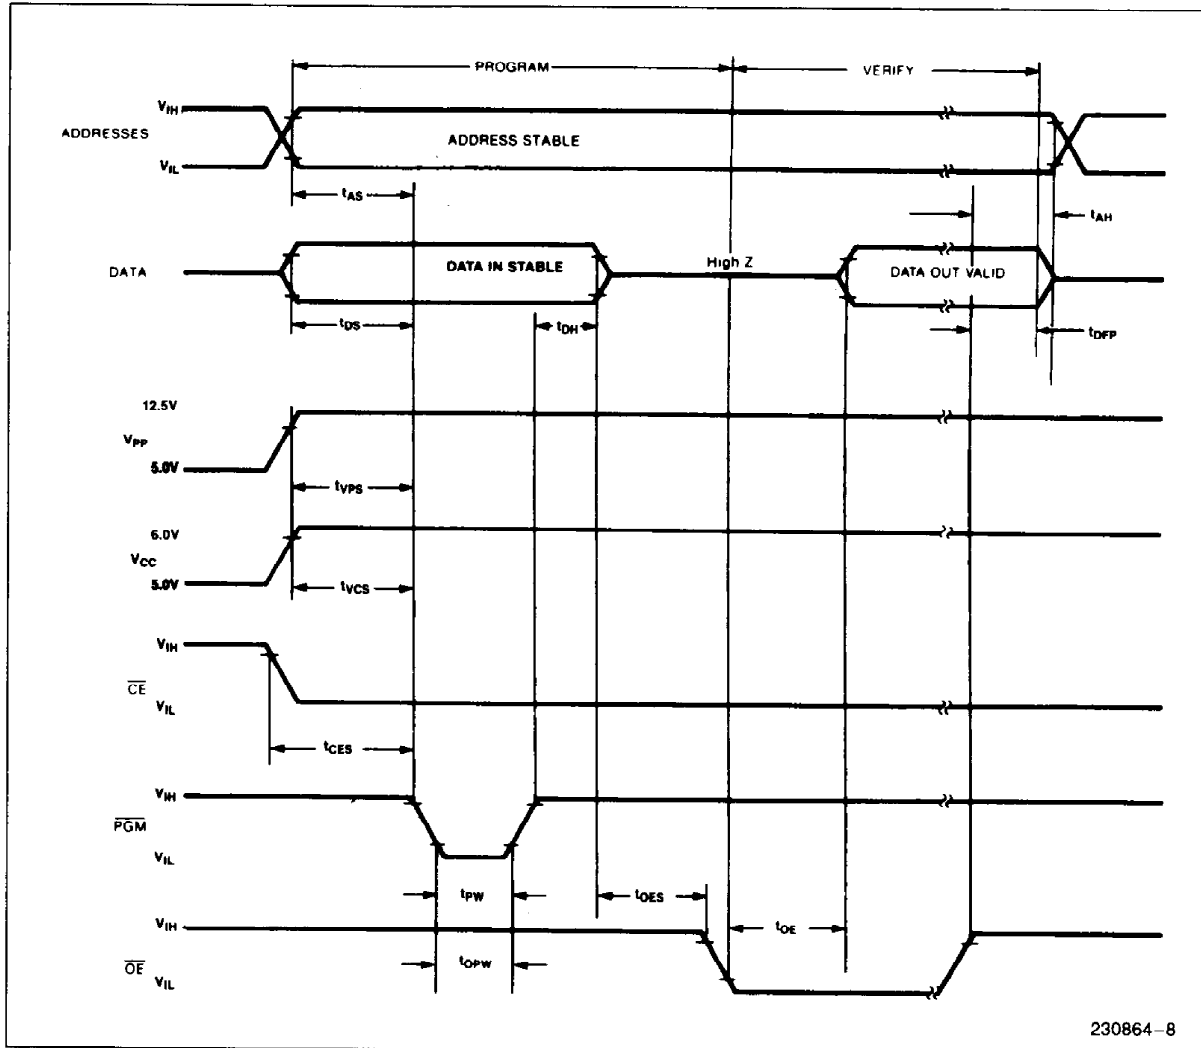 PROGRAM
VERIFY
VIH
ADDRESSES
ADDRESS STABLE
VIL
tAS
tAH
DATA
DATA IN STABLE
High Z
DATA OUT VALID
tDS
tDH
tDFP
12.5V
VPP
5.0V
tVPS
6.0V
VCC
5.0V
tVCS
VIH
CE
VIL
tCES
VIH
PGM
VIL
tPW
tOES
VIH
tOE
OE
VIL
tOPW
230864-8